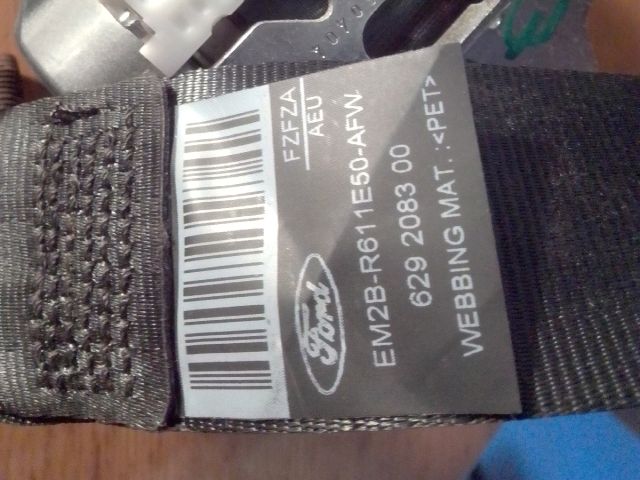 FZFZA
AEU
Ford
EM2B-R611E50-AFW
629 2083 00
WEBBING MAT.:<PET>